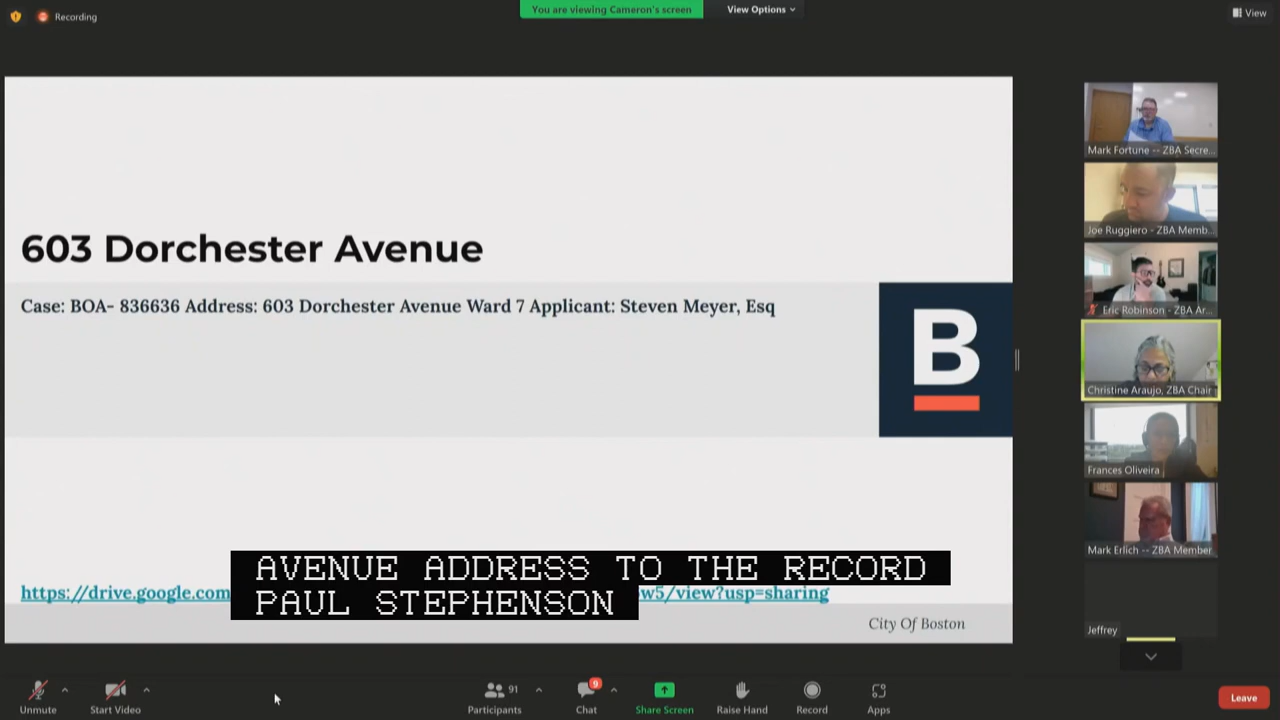 Recording
You are viewing Cameron's screen
View Options
View
603 Dorchester Avenue
Case: BOA- 836636 Address: 603 Dorchester Avenue Ward 7 Applicant: Steven Meyer, Esq
B
AVENUE ADDRESS TO THE RECORD
PAUL STEPHENSON
https://drive.google.com
w5/view?usp=sharing
City Of Boston
Mark Fortune -- ZBA Secre...
Joe Ruggiero - ZBA Memb...
Eric Robinson - ZBA Ar...
Christine Araujo, ZBA Chair
Frances Oliveira
Mark Erlich -- ZBA Member
Jeffrey
Unmute
Start Video
91
Participants
9
Chat
Share Screen
Raise Hand
Record
Apps
Leave